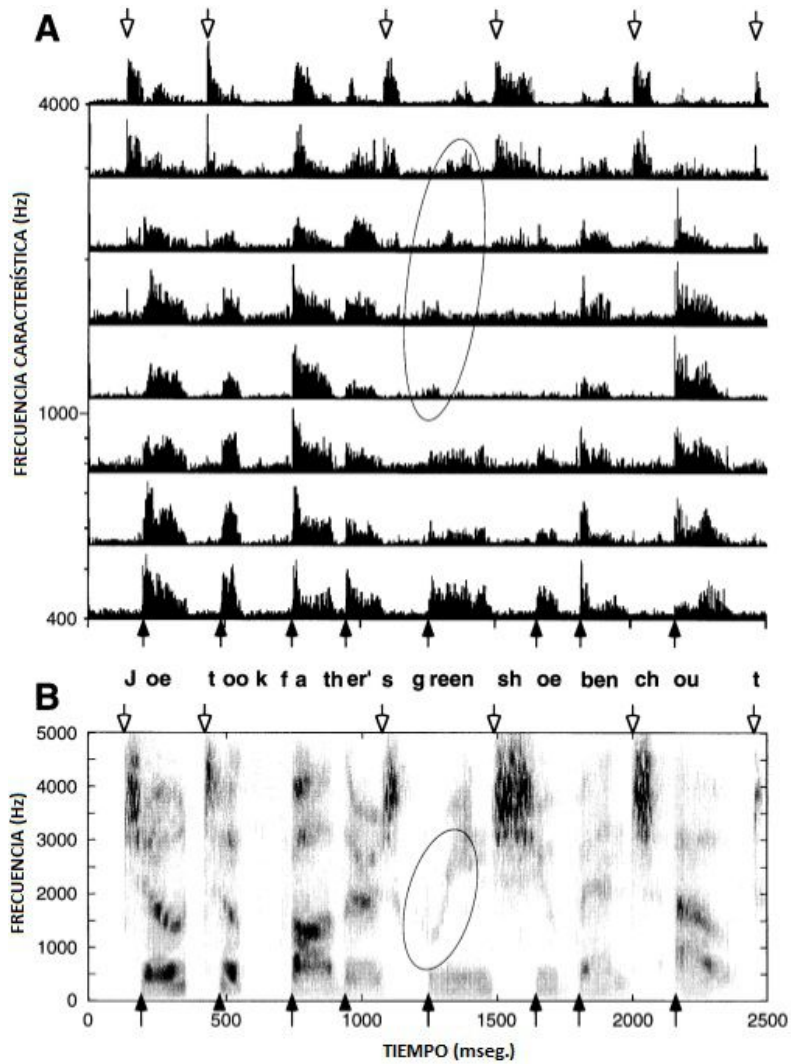 A
4000
FRECUENCIA CARACTERÍSTICA (Hz)
1000
400
B
J oe t oo k f a th er' s g reen sh oe ben ch ou t
5000
4000
3000
2000
1000
0
FRECUENCIA (Hz)
0 500 1000 1500 2000 2500
TIEMPO (mseg.)